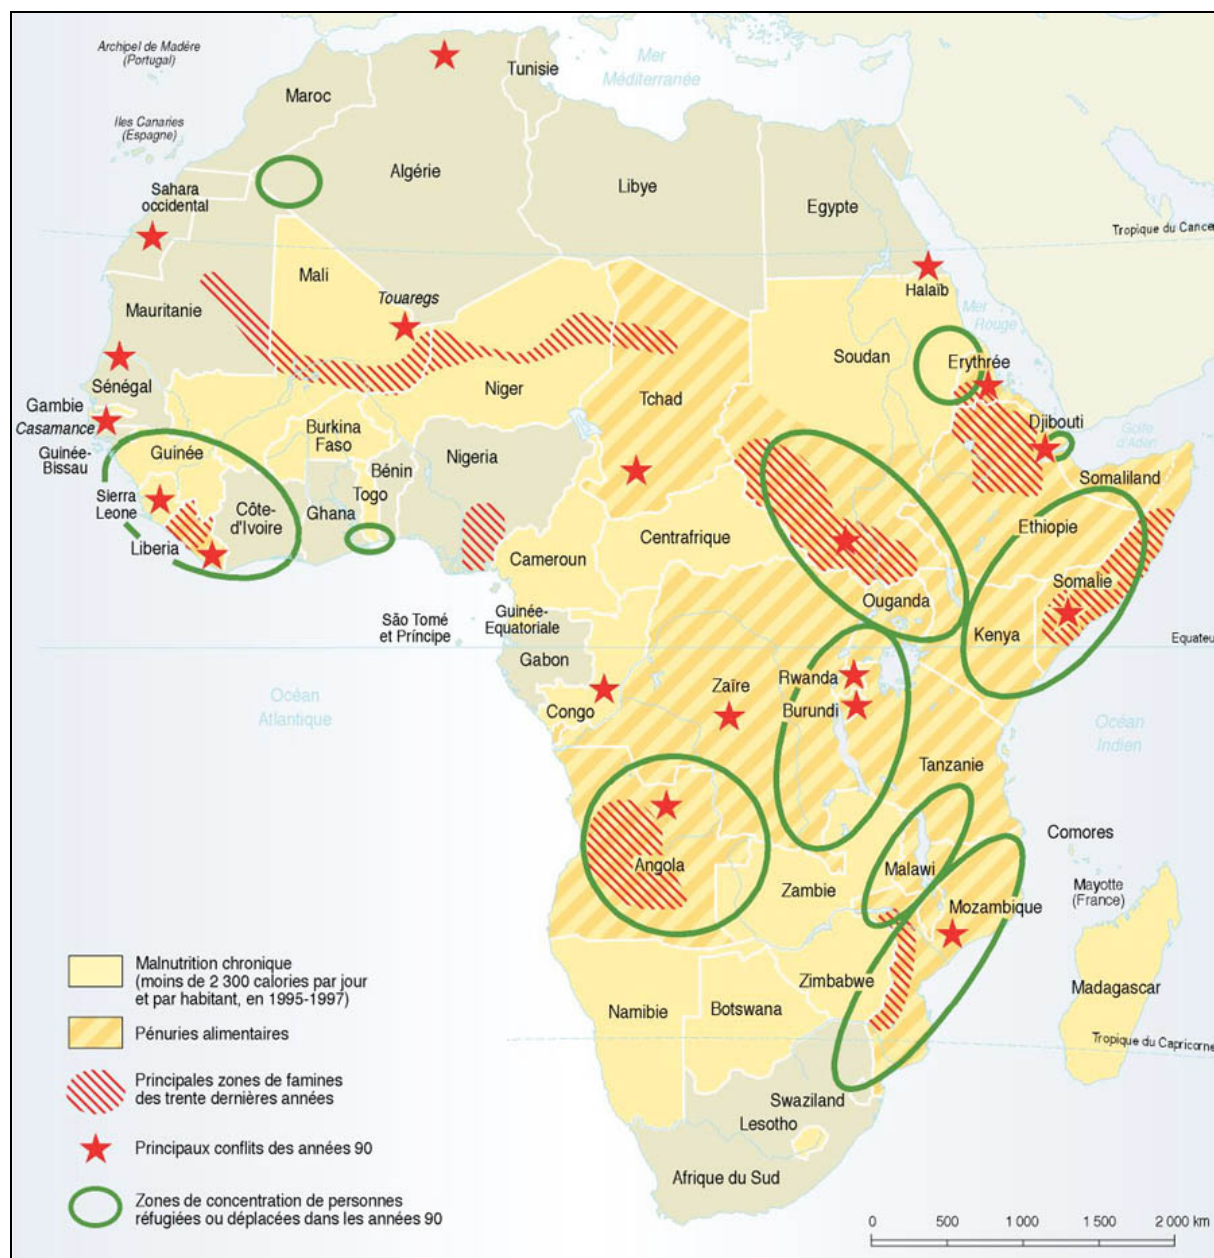 Archipel de Madère
(Portugal)
Mer
Méditerranée
Tunisie
Maroc
Iles Canaries
(Espagne)
Algérie
Libye
Egypte
Sahara
occidental
Tropique du Cancer
Mali
Halaïb
Mauritanie
Touaregs
Mer
Rouge
Soudan
Erythrée
Sénégal
Niger
Tchad
Gambie
Casamance
Djibouti
Golfe
d'Aden
Guinée-
Bissau
Guinée
Burkina
Faso
Bénin
Nigeria
Somaliland
Sierra
Leone
Togo
Côte-
d'Ivoire
Ghana
Ethiopie
Liberia
Centrafrique
Cameroun
Somalie
Ouganda
São Tomé
et Príncipe
Guinée-
Equatoriale
Kenya
Equateu
Gabon
Rwanda
Zaïre
Océan
Atlantique
Congo
Burundi
Océan
Indien
Tanzanie
Comores
Angola
Malawi
Zambie
Mayotte
(France)
Mozambique
Zimbabwe
Madagascar
Namibie
Botswana
Tropique du Capricorne
Swaziland
Lesotho
Afrique du Sud
Malnutrition chronique
(moins de 2 300 calories par jour
et par habitant, en 1995-1997)
Pénuries alimentaires
Principales zones de famines
des trente dernières années
Principaux conflits des années 90
Zones de concentration de personnes
réfugiées ou déplacées dans les années 90
0 500 1 000 1 500 2 000 km